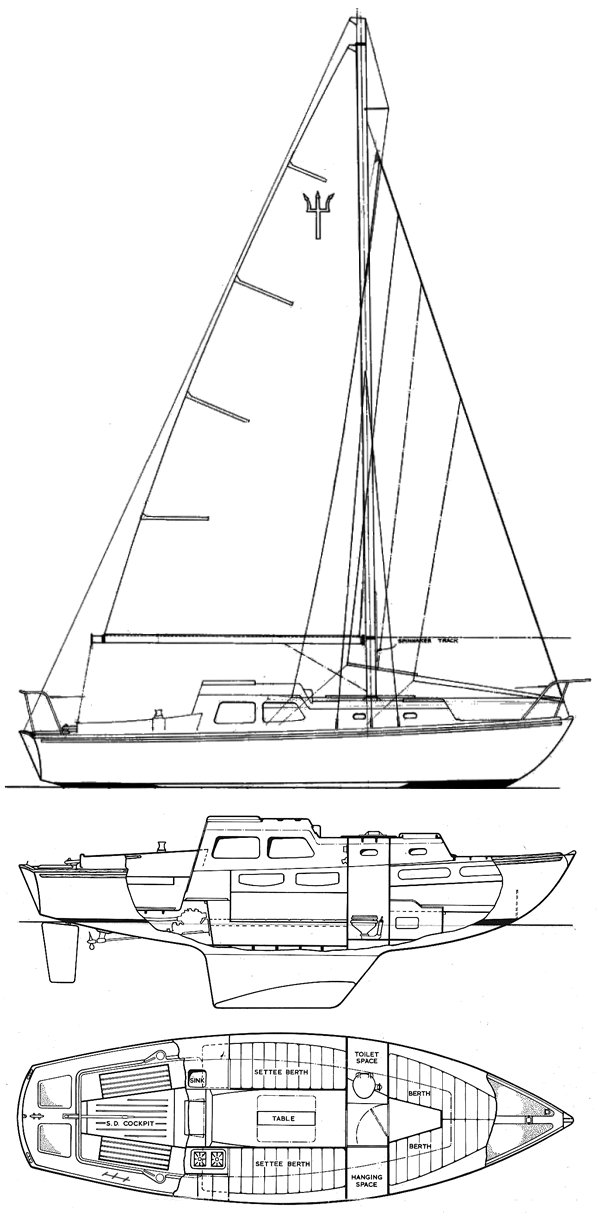 SPINNAKER TRACK
TOILET
SPACE
SETTEE BERTH
SINK
BERTH
S.D. COCKPIT
TABLE
BERTH
SETTEE BERTH
HANGING
SPACE